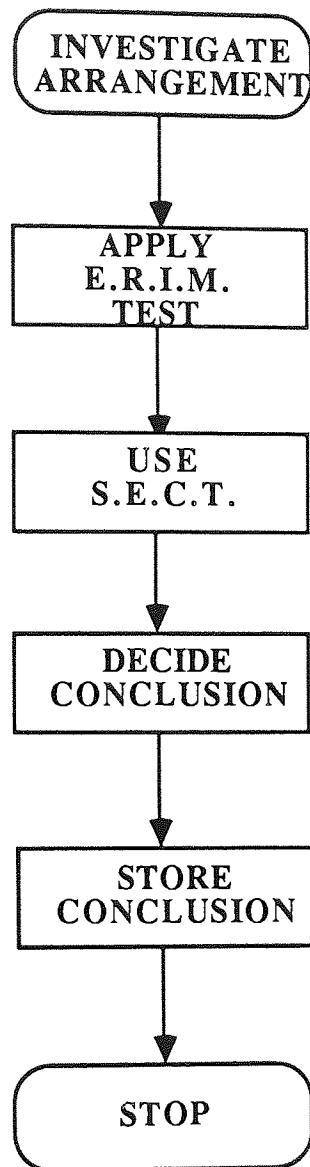 INVESTIGATE
ARRANGEMENT
APPLY
E.R.I.M.
TEST
USE
S.E.C.T.
DECIDE
CONCLUSION
STORE
CONCLUSION
STOP